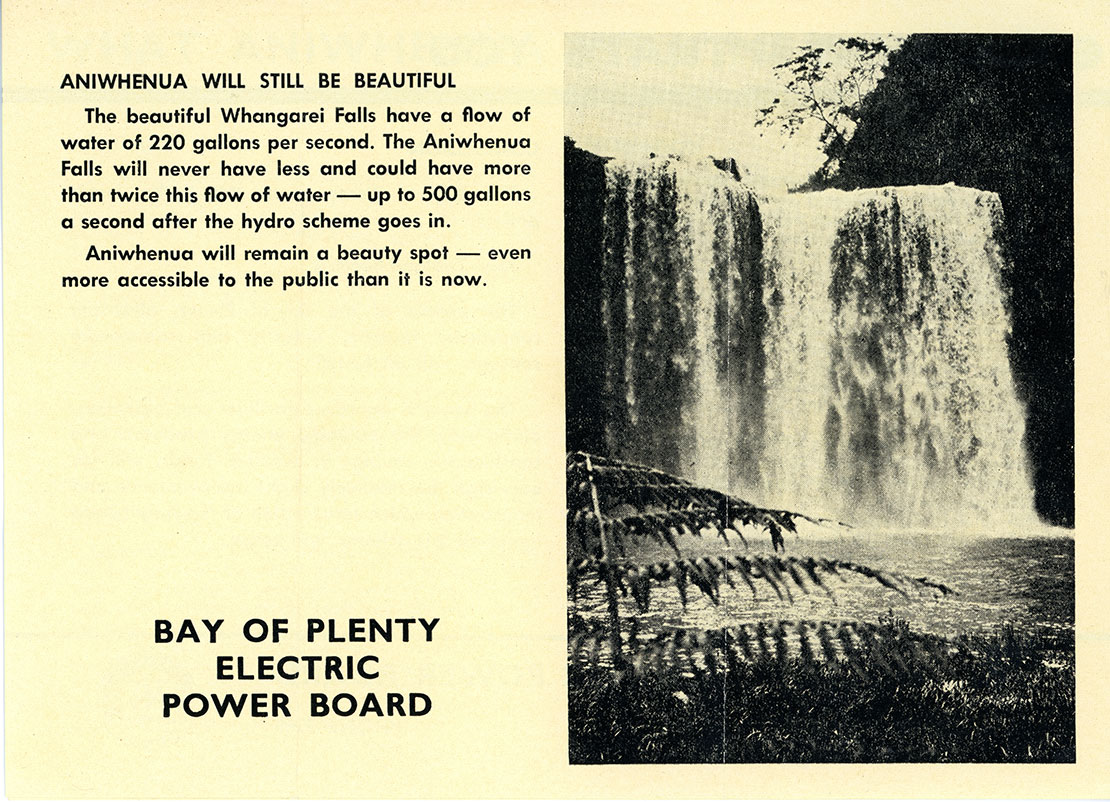 ANIWHENUA WILL STILL BE BEAUTIFUL
The beautiful Whangarei Falls have a flow of
water of 220 gallons per second. The Aniwhenua
Falls will never have less and could have more
than twice this flow of water — up to 500 gallons
a second after the hydro scheme goes in.
Aniwhenua will remain a beauty spot — even
more accessible to the public than it is now.
BAY OF PLENTY
ELECTRIC
POWER BOARD